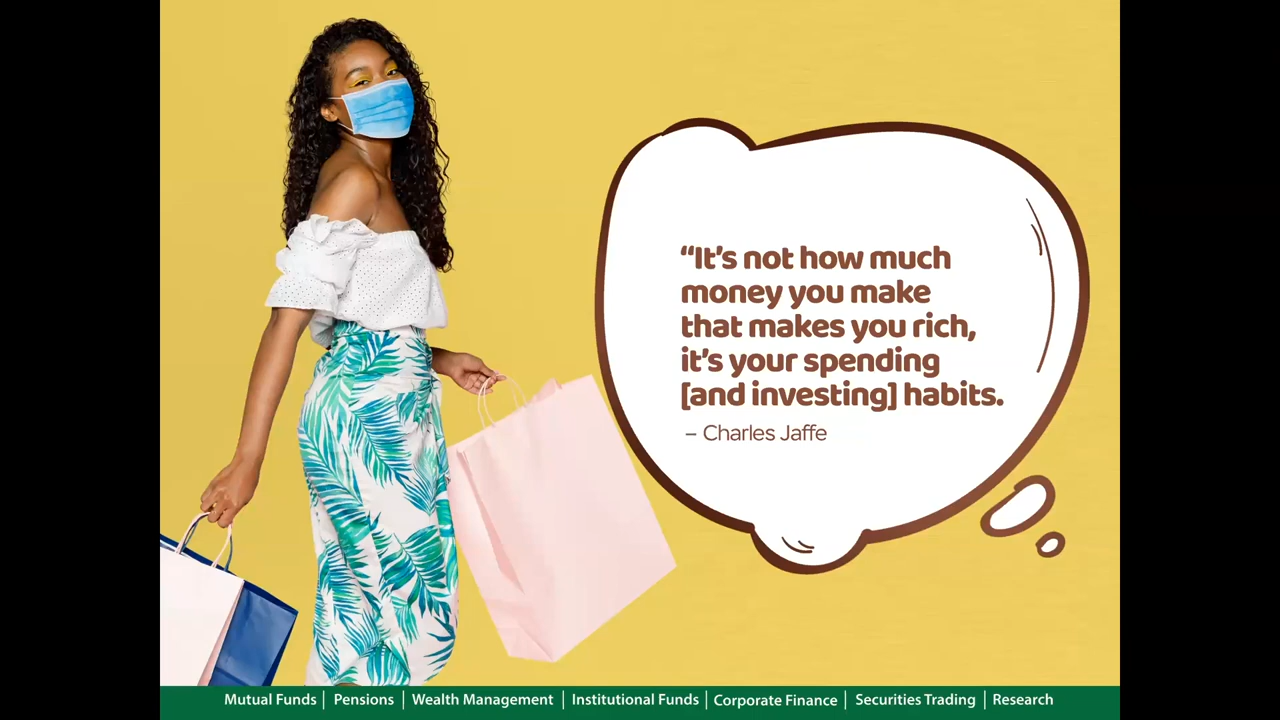 “It’s not how much
money you make
that makes you rich,
it’s your spending
[and investing] habits.
– Charles Jaffe
Mutual Funds | Pensions | Wealth Management | Institutional Funds | Corporate Finance | Securities Trading | Research